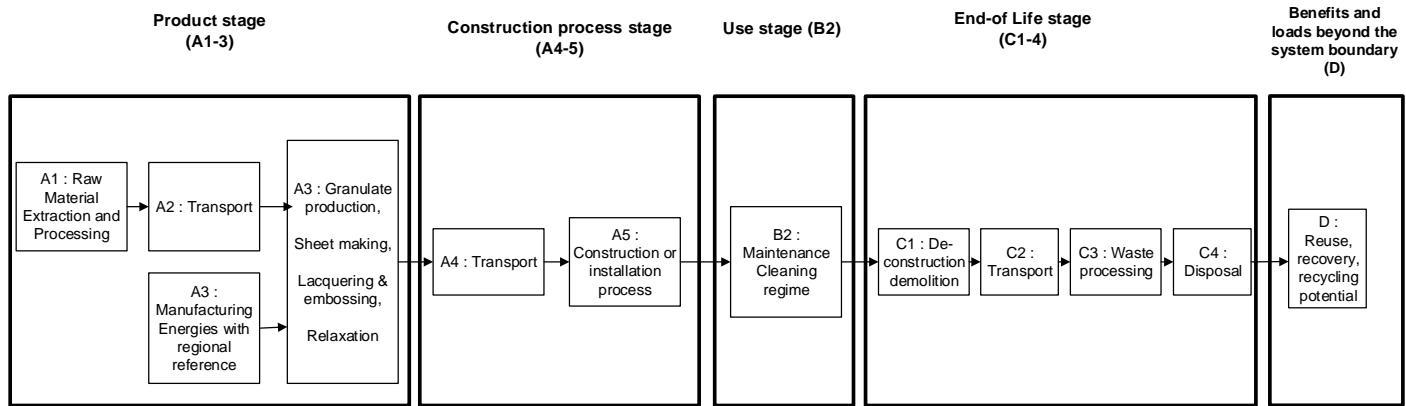 Product stage
(A1-3)
Construction process stage
(A4-5)
Use stage (B2)
End-of Life stage
(C1-4)
Benefits and
loads beyond the
system boundary
(D)
A1 : Raw
Material
Extraction and
Processing
A2 : Transport
A3 :
Manufacturing
Energies with
regional
reference
A3 : Granulate
production,
Sheet making,
Lacquering &
embossing,
Relaxation
A4 : Transport
A5 :
Construction or
installation
process
B2 :
Maintenance
Cleaning
regime
C1 : De-
construction
demolition
C2 :
Transport
C3 : Waste
processing
C4 :
Disposal
D :
Reuse,
recovery,
recycling
potential